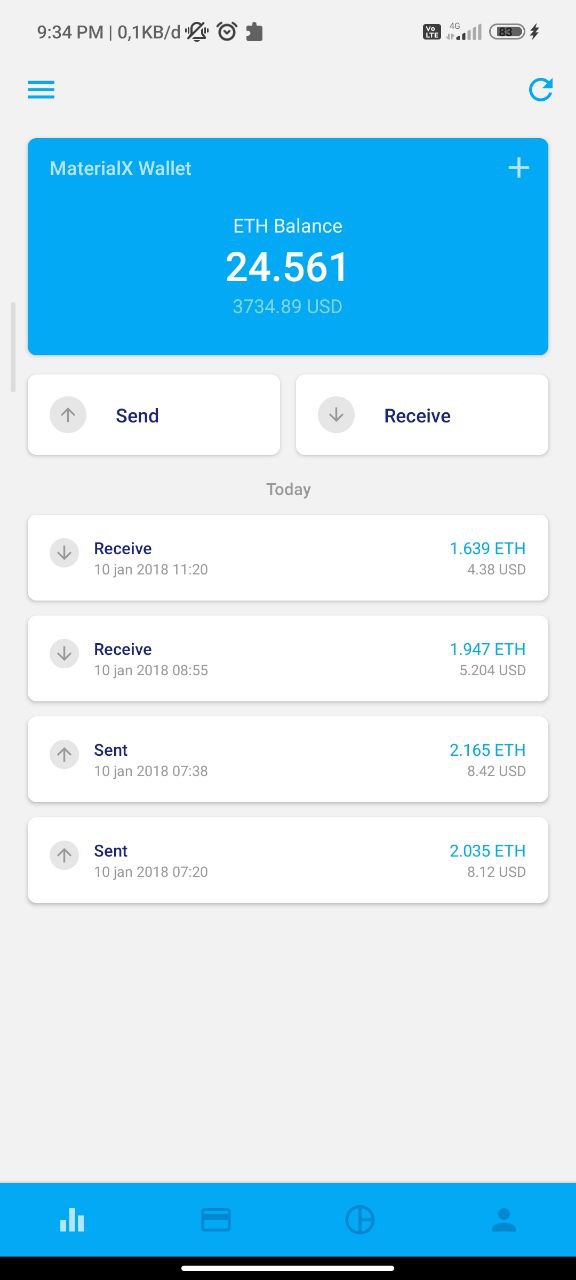 9:34 PM | 0,1KB/d
Vo LTE 4G 83
MaterialX Wallet
ETH Balance
24.561
3734.89 USD
Send
Receive
Today
Receive 1.639 ETH
10 jan 2018 11:20 4.38 USD
Receive 1.947 ETH
10 jan 2018 08:55 5.204 USD
Sent 2.165 ETH
10 jan 2018 07:38 8.42 USD
Sent 2.035 ETH
10 jan 2018 07:20 8.12 USD